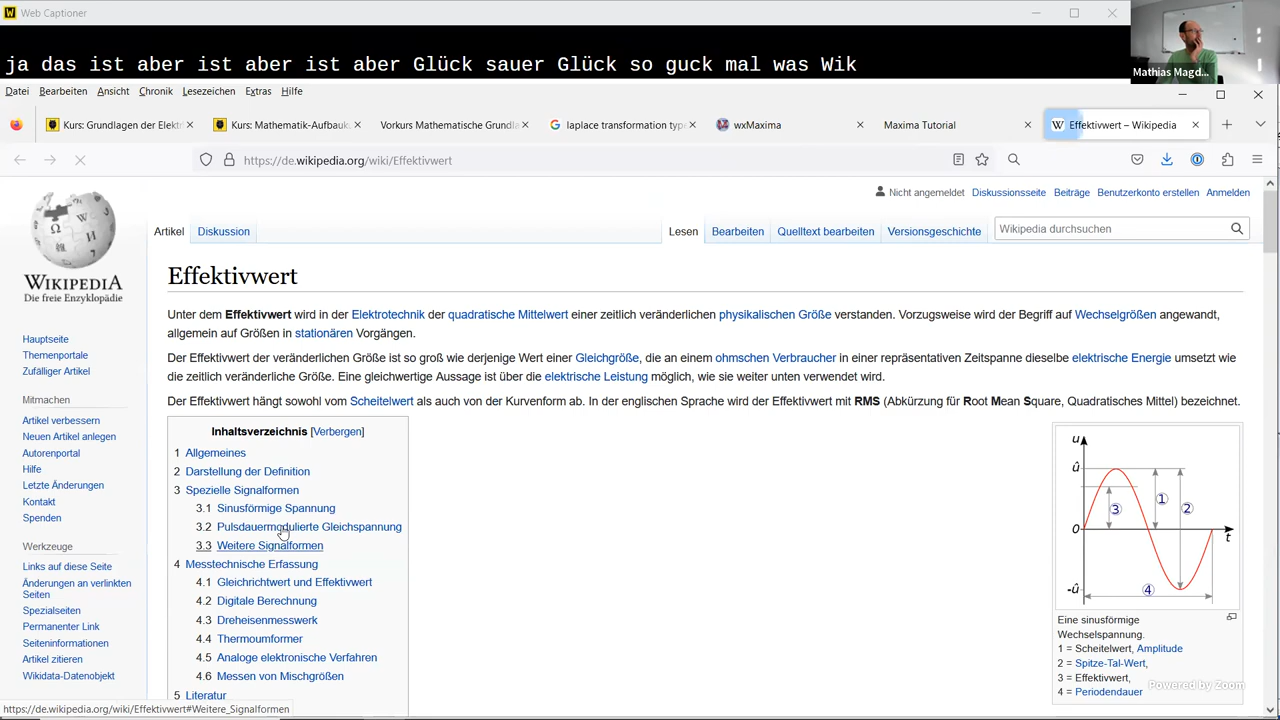 Web Captioner
ja das ist aber ist aber ist aber Glück sauer Glück so guck mal was Wik
Mathias Magd...
Datei Bearbeiten Ansicht Chronik Lesezeichen Extras Hilfe
Kurs: Grundlagen der Elektr
Kurs: Mathematik-Aufbauk
Vorkurs Mathematische Grundla
laplace transformation type
wxMaxima
Maxima Tutorial
Effektivwert – Wikipedia
https://de.wikipedia.org/wiki/Effektivwert
Nicht angemeldet Diskussionsseite Beiträge Benutzerkonto erstellen Anmelden
Artikel Diskussion
Lesen Bearbeiten Quelltext bearbeiten Versionsgeschichte
Wikipedia durchsuchen
WIKIPEDIA
Die freie Enzyklopädie
Hauptseite
Themenportale
Zufälliger Artikel
Mitmachen
Artikel verbessern
Neuen Artikel anlegen
Autorenportal
Hilfe
Letzte Änderungen
Kontakt
Spenden
Werkzeuge
Links auf diese Seite
Änderungen an verlinkten
Seiten
Spezialseiten
Permanenter Link
Seiteninformationen
Artikel zitieren
Wikidata-Datenobjekt
Effektivwert
Unter dem Effektivwert wird in der Elektrotechnik der quadratische Mittelwert einer zeitlich veränderlichen physikalischen Größe verstanden. Vorzugsweise wird der Begriff auf Wechselgrößen angewandt,
allgemein auf Größen in stationären Vorgängen.
Der Effektivwert der veränderlichen Größe ist so groß wie derjenige Wert einer Gleichgröße, die an einem ohmschen Verbraucher in einer repräsentativen Zeitspanne dieselbe elektrische Energie umsetzt wie
die zeitlich veränderliche Größe. Eine gleichwertige Aussage ist über die elektrische Leistung möglich, wie sie weiter unten verwendet wird.
Der Effektivwert hängt sowohl vom Scheitelwert als auch von der Kurvenform ab. In der englischen Sprache wird der Effektivwert mit RMS (Abkürzung für Root Mean Square, Quadratisches Mittel) bezeichnet.
Inhaltsverzeichnis [Verbergen]
1 Allgemeines
2 Darstellung der Definition
3 Spezielle Signalformen
3.1 Sinusförmige Spannung
3.2 Pulsdauermodulierte Gleichspannung
3.3 Weitere Signalformen
4 Messtechnische Erfassung
4.1 Gleichrichtwert und Effektivwert
4.2 Digitale Berechnung
4.3 Dreheisenmesswerk
4.4 Thermoumformer
4.5 Analoge elektronische Verfahren
4.6 Messen von Mischgrößen
5 Literatur
u
û
1
3
2
0
t
-û
4
Eine sinusförmige
Wechselspannung.
1 = Scheitelwert, Amplitude
2 = Spitze-Tal-Wert,
3 = Effektivwert,
4 = Periodendauer
Powered by Zoom
https://de.wikipedia.org/wiki/Effektivwert#Weitere_Signalformen